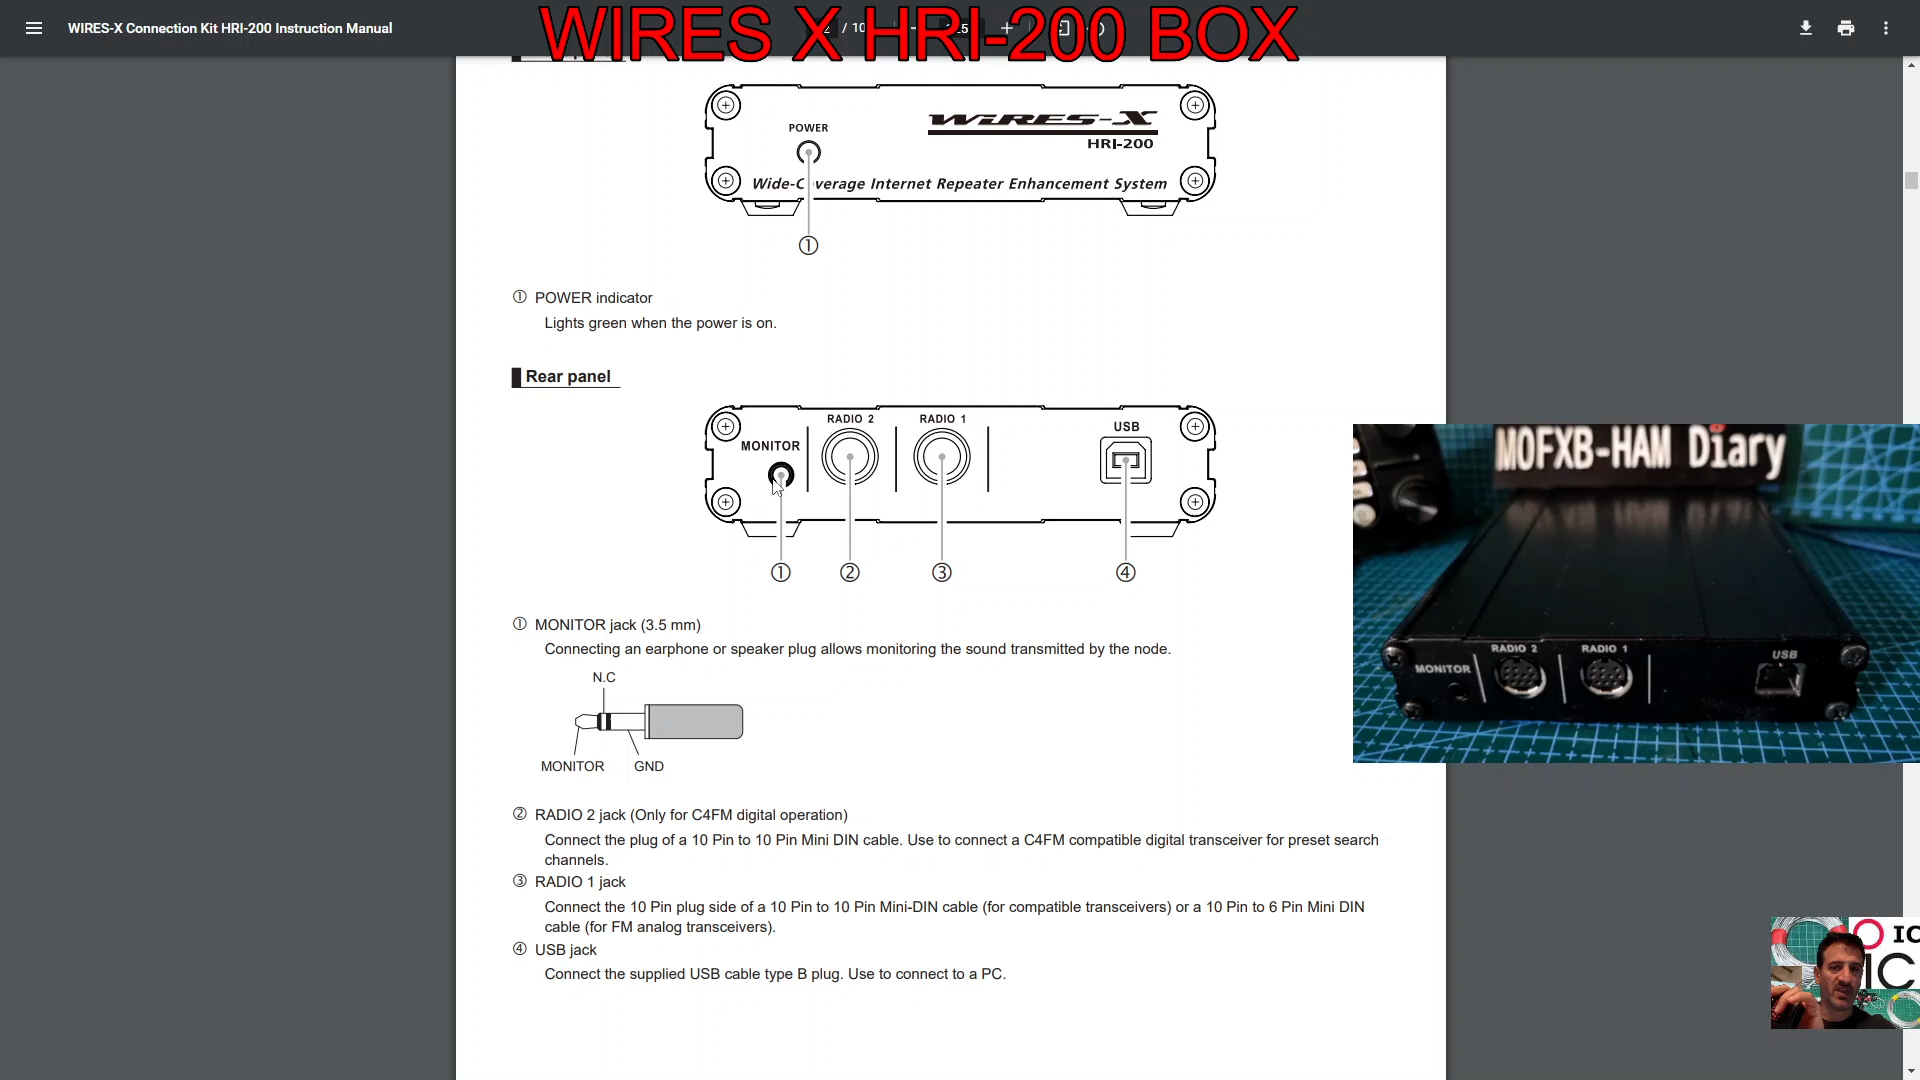 WIRES-X Connection Kit HRI-200 Instruction Manual
WIRES X HRI-200 BOX
/ 10
POWER
WIRES-X
HRI-200
Wide-C verage Internet Repeater Enhancement System
①
① POWER indicator
Lights green when the power is on.
Rear panel
MONITOR
RADIO 2
RADIO 1
USB
① ② ③ ④
① MONITOR jack (3.5 mm)
Connecting an earphone or speaker plug allows monitoring the sound transmitted by the node.
N.C
MONITOR GND
② RADIO 2 jack (Only for C4FM digital operation)
Connect the plug of a 10 Pin to 10 Pin Mini DIN cable. Use to connect a C4FM compatible digital transceiver for preset search
channels.
③ RADIO 1 jack
Connect the 10 Pin plug side of a 10 Pin to 10 Pin Mini-DIN cable (for compatible transceivers) or a 10 Pin to 6 Pin Mini DIN
cable (for FM analog transceivers).
④ USB jack
Connect the supplied USB cable type B plug. Use to connect to a PC.
M0FXB-HAM Diary
MONITOR
RADIO 2
RADIO 1
USB
IC
IC